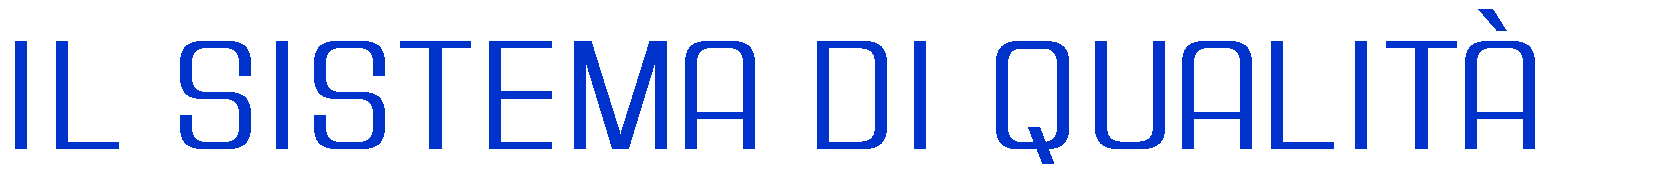 IL SISTEMA DI QUALITÀ